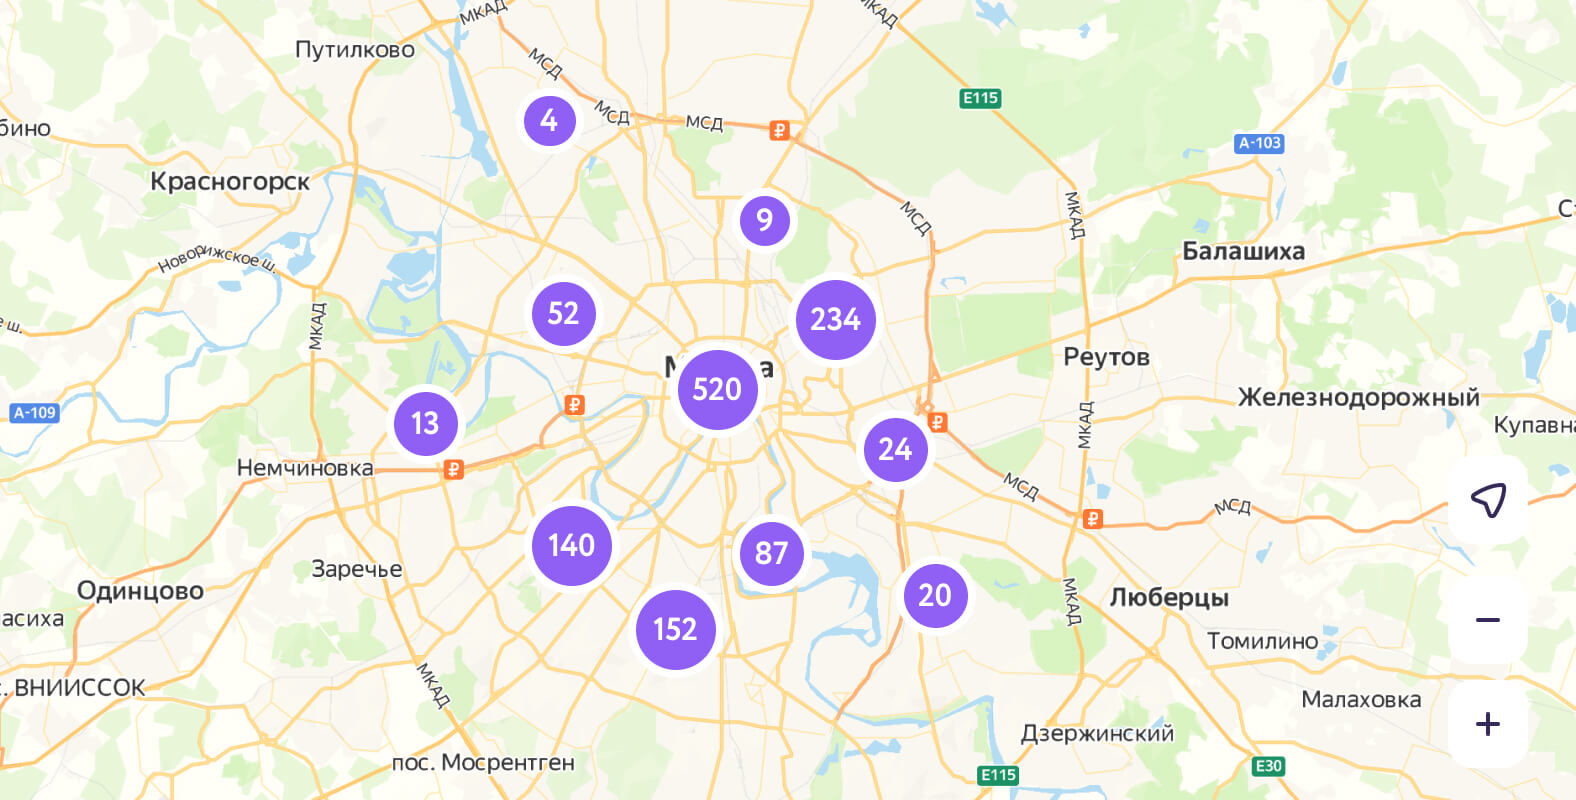 МКАД
МКАД
Путилково
МСД
E115
4
МСД
МСД
₽
бино
А-103
Красногорск
9
МСД
МКАД
Балашиха
Новорижское ш.
52
234
е ш.
МКАД
Реутов
520
Железнодорожный
А-109
₽
13
₽
МКАД
Купавна
24
Немчиновка
₽
МСД
МСД
₽
140
87
Заречье
Одинцово
20
Люберцы
МКАД
асиха
152
Томилино
с. ВНИИССОК
МКАД
Малаховка
Дзержинский
пос. Мосрентген
E115
E30